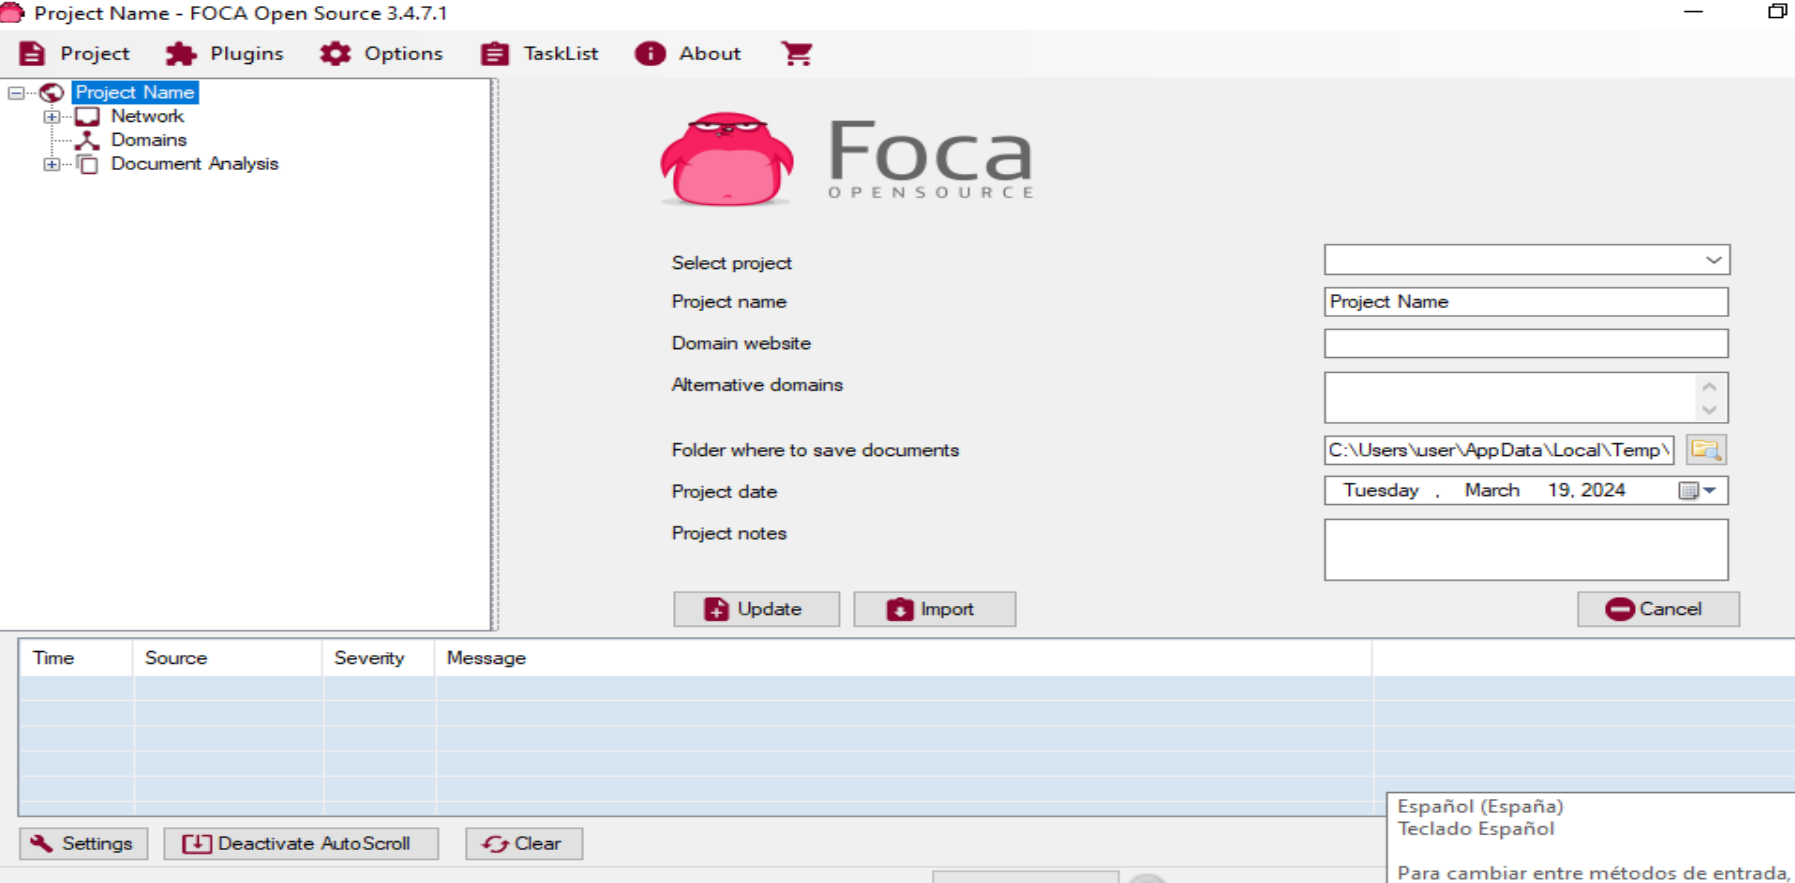 Project Name - FOCA Open Source 3.4.7.1
Project Plugins Options TaskList About
Project Name
Network
Domains
Document Analysis
Foca
OPENSOURCE
Select project
Project name Project Name
Domain website
Alternative domains
Folder where to save documents C:\Users\user\AppData\Local\Temp\
Project date Tuesday , March 19, 2024
Project notes
Update Import Cancel
Time Source Severity Message
Español (España)
Teclado Español
Settings Deactivate AutoScroll Clear
Para cambiar entre métodos de entrada,